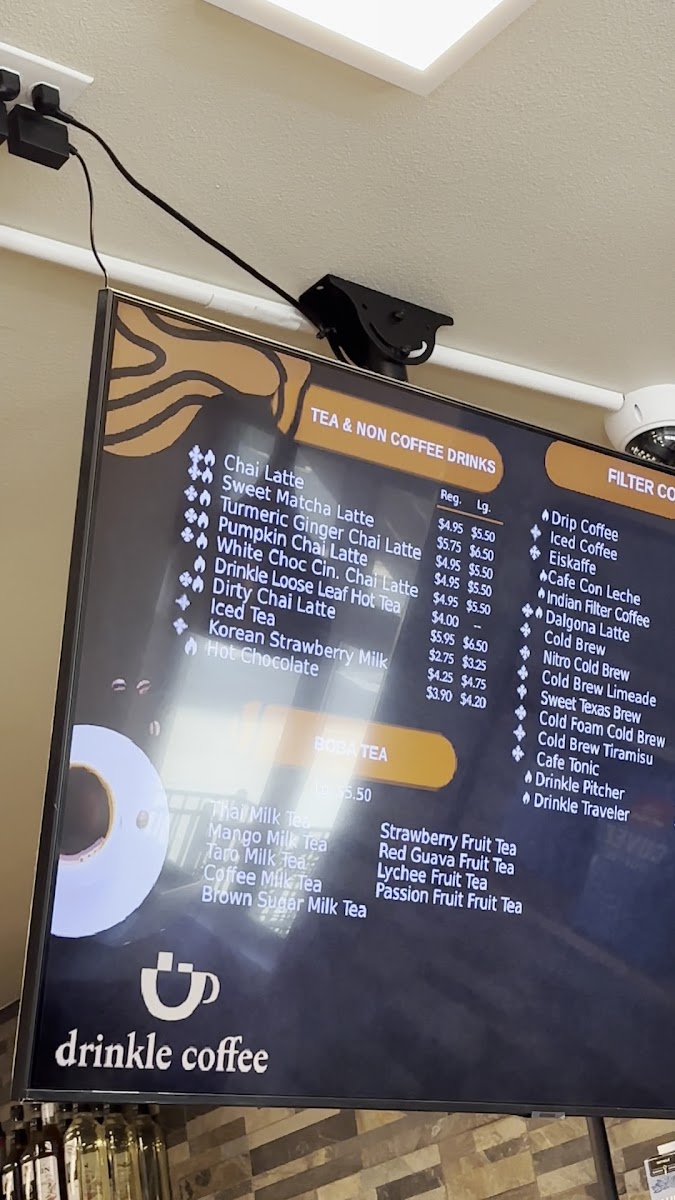 TEA & NON COFFEE DRINKS
Reg. Lg.
Chai Latte $4.95 $5.50
Sweet Matcha Latte $5.75 $6.50
Turmeric Ginger Chai Latte $4.95 $5.50
Pumpkin Chai Latte $4.95 $5.50
White Choc Cin. Chai Latte $4.95 $5.50
Drinkle Loose Leaf Hot Tea $4.00 --
Dirty Chai Latte $5.95 $6.50
Iced Tea $2.75 $3.25
Korean Strawberry Milk $4.25 $4.75
Hot Chocolate $3.90 $4.20
BOBA TEA
$5.50
Thai Milk Tea
Mango Milk Tea
Taro Milk Tea
Coffee Milk Tea
Brown Sugar Milk Tea
Strawberry Fruit Tea
Red Guava Fruit Tea
Lychee Fruit Tea
Passion Fruit Fruit Tea
FILTER CO
Drip Coffee
Iced Coffee
Eiskaffe
Cafe Con Leche
Indian Filter Coffee
Dalgona Latte
Cold Brew
Nitro Cold Brew
Cold Brew Limeade
Sweet Texas Brew
Cold Foam Cold Brew
Cold Brew Tiramisu
Cafe Tonic
Drinkle Pitcher
Drinkle Traveler
drinkle coffee